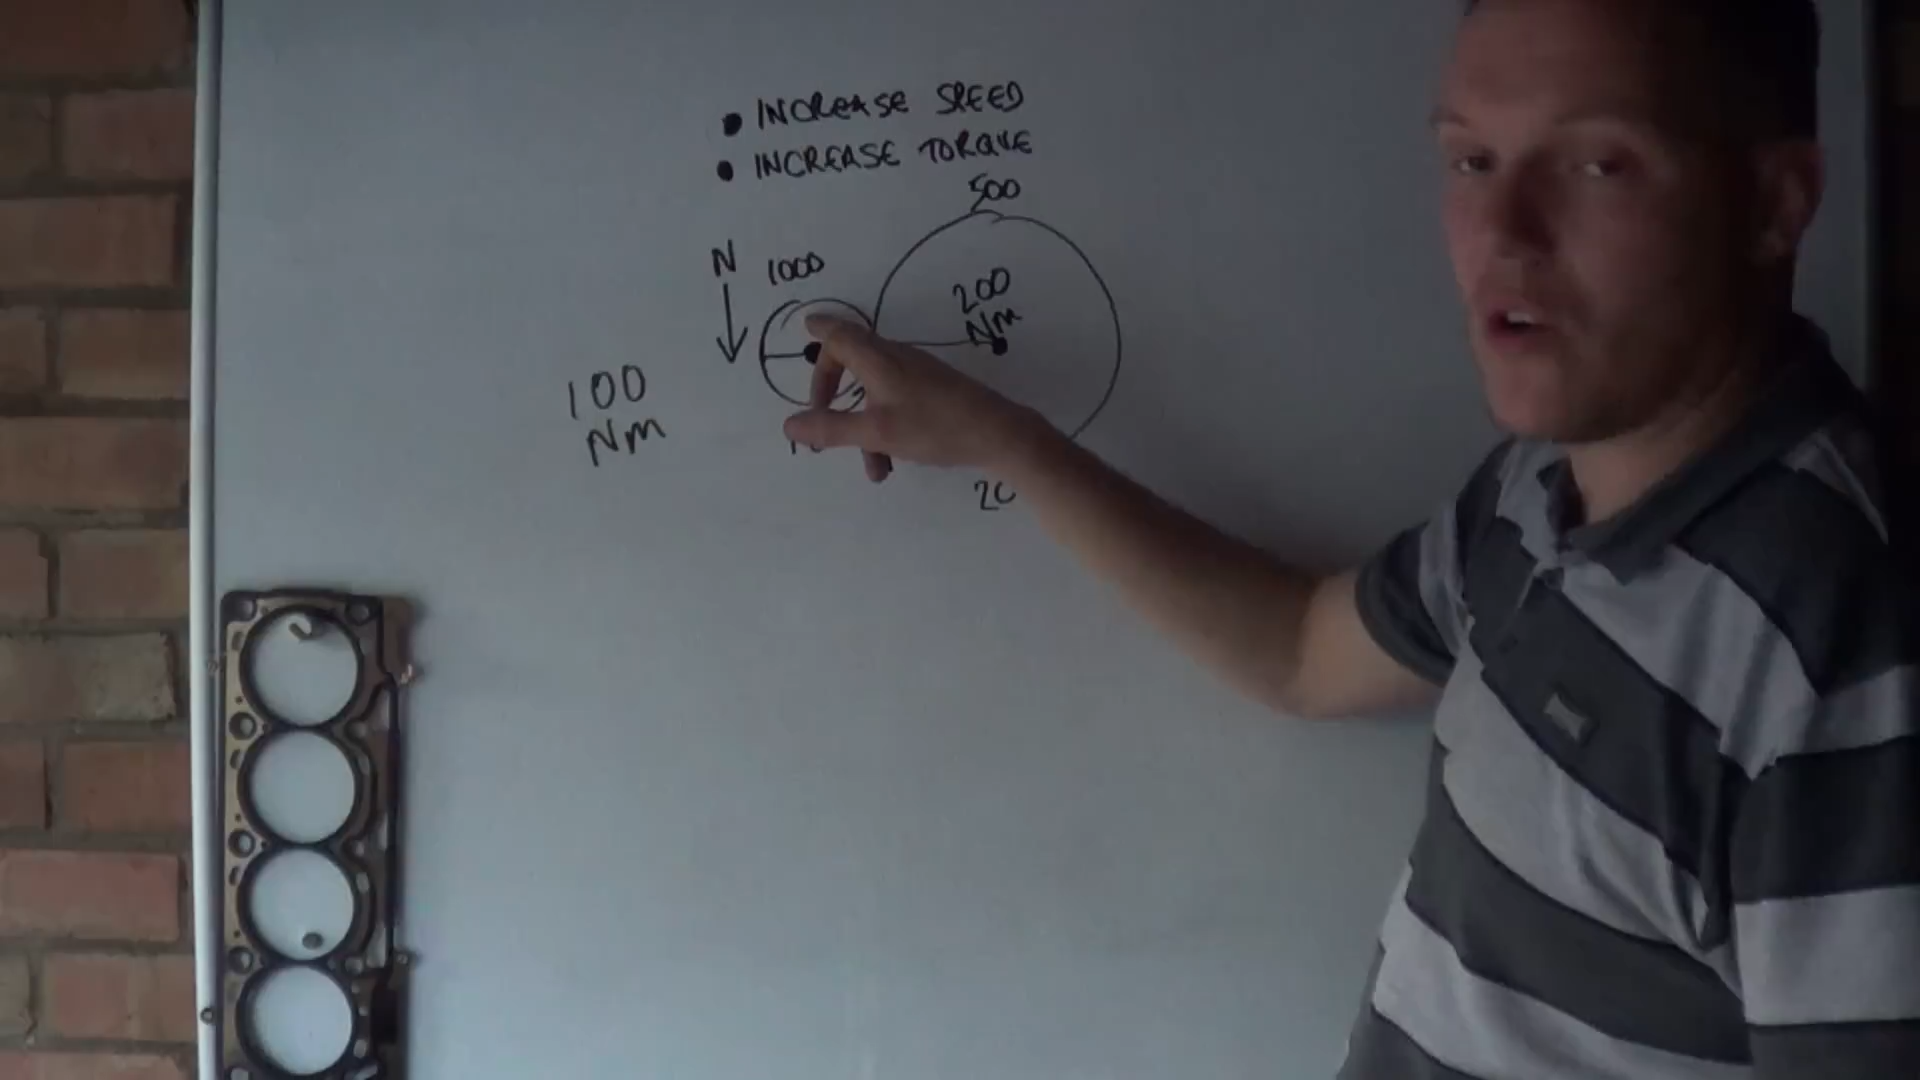 • INCREASE SPEED
• INCREASE TORQUE
500
N
1000
200
Nm
100
Nm